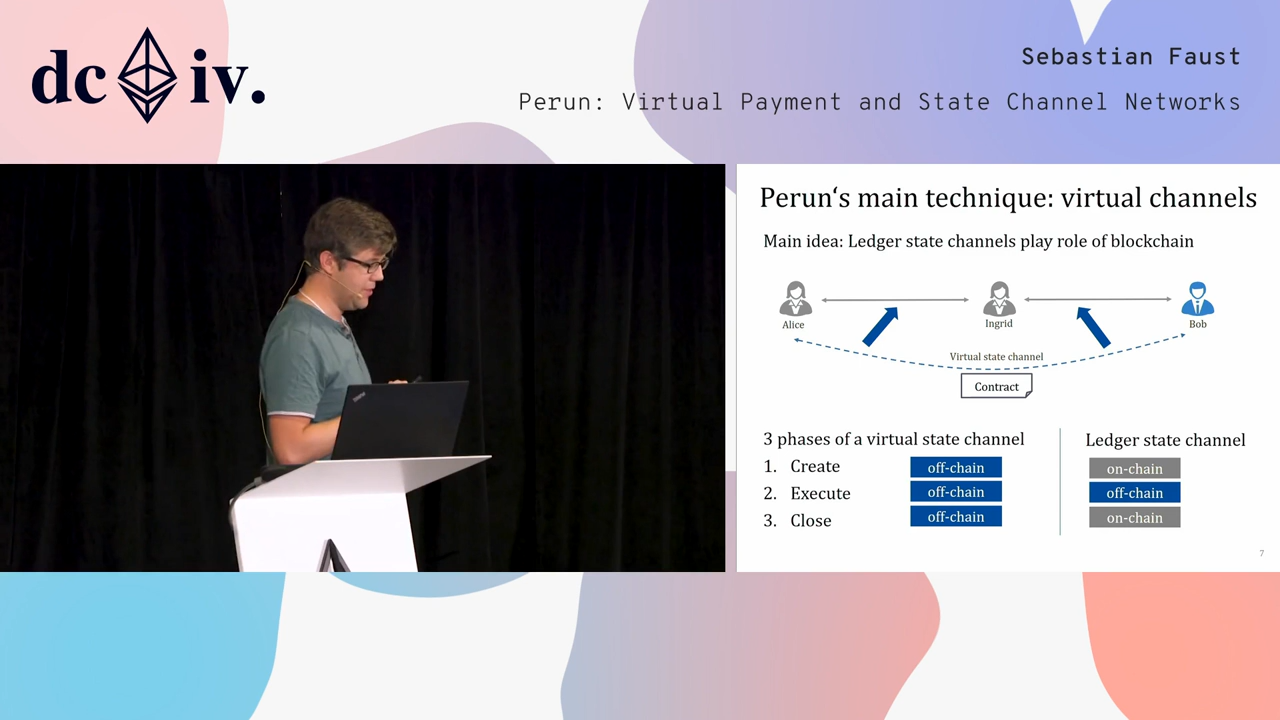 dc iv.
Sebastian Faust
Perun: Virtual Payment and State Channel Networks
Perun‘s main technique: virtual channels
Main idea: Ledger state channels play role of blockchain
Alice
Ingrid
Bob
Virtual state channel
Contract
3 phases of a virtual state channel
Ledger state channel
1. Create off-chain on-chain
2. Execute off-chain off-chain
3. Close off-chain on-chain
7